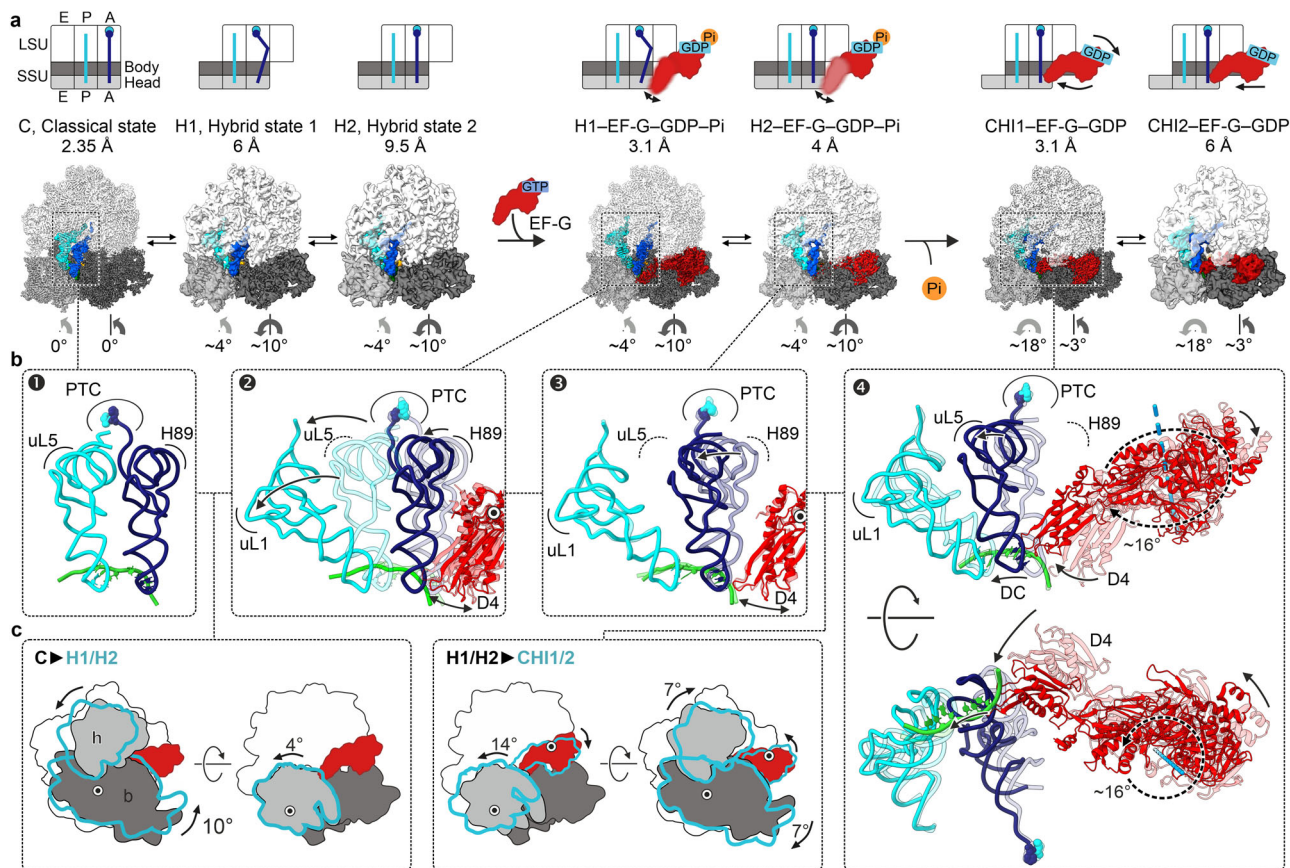 a
E P A
LSU
SSU
Body
Head
E P A
C, Classical state
2.35 Å
H1, Hybrid state 1
6 Å
H2, Hybrid state 2
9.5 Å
GDP
Pi
H1–EF-G–GDP–Pi
3.1 Å
GDP
Pi
H2–EF-G–GDP–Pi
4 Å
GDP
CHI1–EF-G–GDP
3.1 Å
GDP
CHI2–EF-G–GDP
6 Å
GTP
EF-G
Pi
0° 0°
~4° ~10°
~4° ~10°
~4° ~10°
~4° ~10°
~18° ~3°
~18° ~3°
b
1
PTC
uL5
H89
2
PTC
uL5
H89
uL1
D4
3
PTC
uL5
H89
uL1
D4
4
PTC
uL5
H89
uL1
~16°
DC
D4
D4
~16°
c
C ► H1/H2
h
b
10°
4°
H1/H2 ► CHI1/2
14°
7°
7°